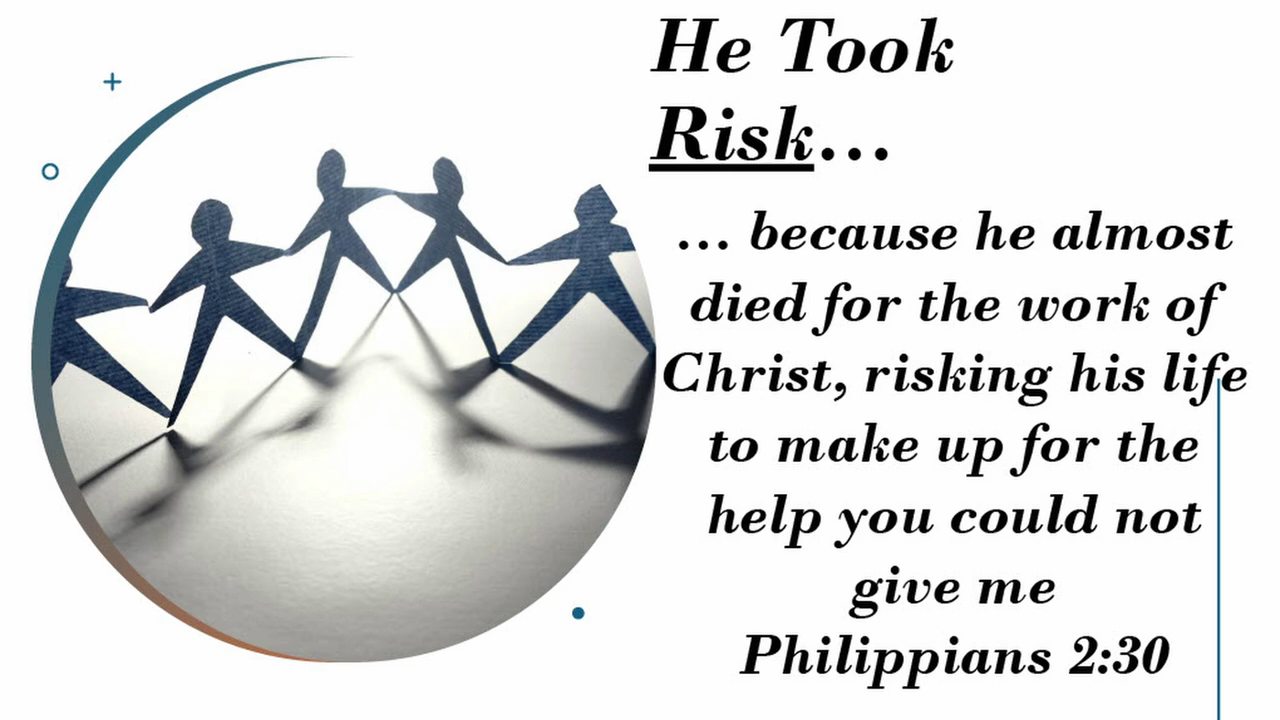 He Took
Risk...
... because he almost
died for the work of
Christ, risking his life
to make up for the
help you could not
give me
Philippians 2:30